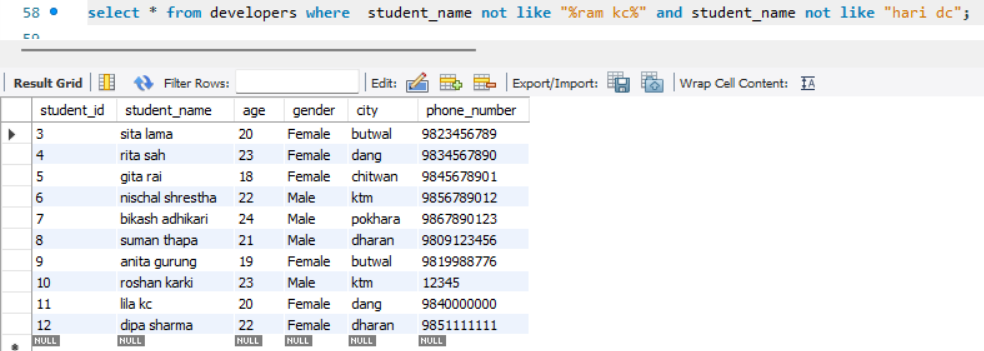 58 select * from developers where student_name not like "%ram kc%" and student_name not like "hari dc";
Result Grid Filter Rows: Edit: Export/Import: Wrap Cell Content: IA
student_id student_name age gender city phone_number
3 sita lama 20 Female butwal 9823456789
4 rita sah 23 Female dang 9834567890
5 gita rai 18 Female chitwan 9845678901
6 nischal shrestha 22 Male ktm 9856789012
7 bikash adhikari 24 Male pokhara 9867890123
8 suman thapa 21 Male dharan 9809123456
9 anita gurung 19 Female butwal 9819988776
10 roshan karki 23 Male ktm 12345
11 lila kc 20 Female dang 9840000000
12 dipa sharma 22 Female dharan 9851111111
NULL NULL NULL NULL NULL NULL